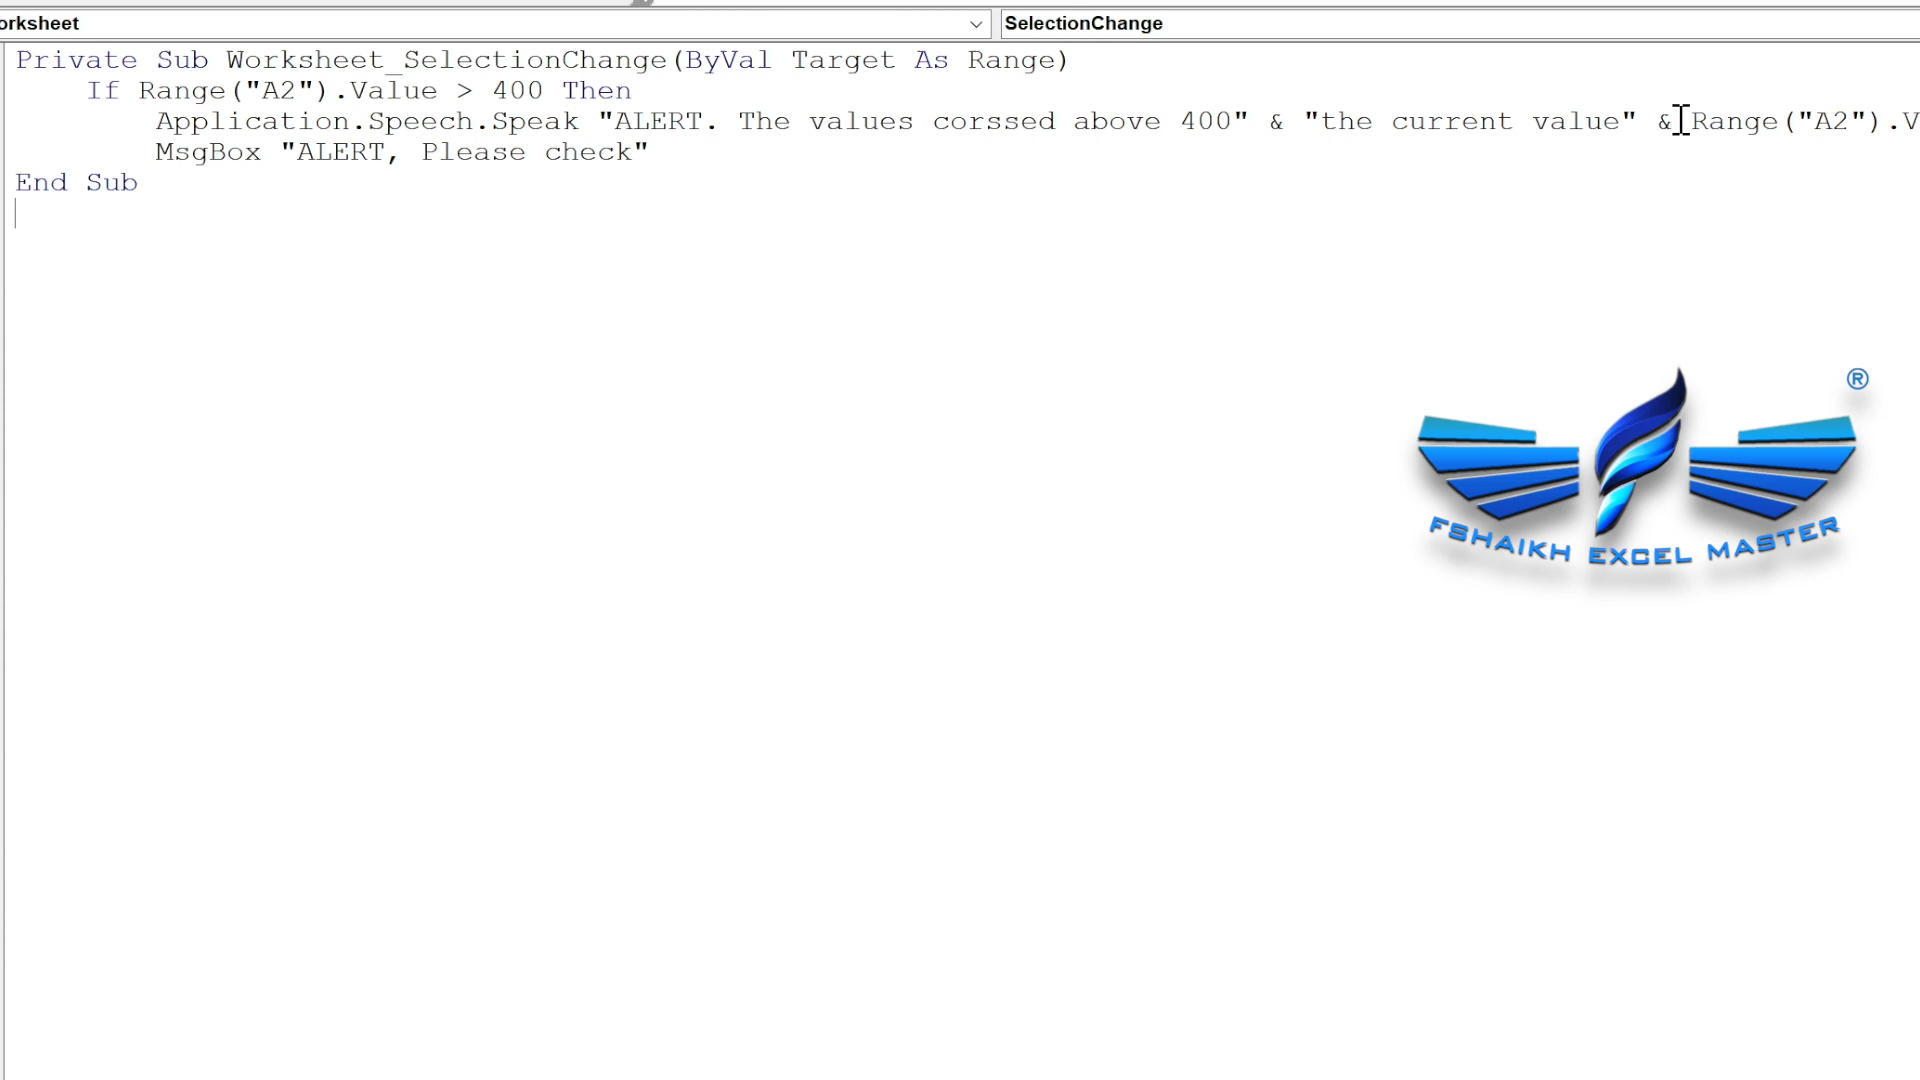 orksheet
SelectionChange
Private Sub Worksheet_SelectionChange(ByVal Target As Range)
If Range("A2").Value > 400 Then
Application.Speech.Speak "ALERT. The values corssed above 400" & "the current value" & Range("A2").V
MsgBox "ALERT, Please check"
End Sub
®
FSHAIKH EXCEL MASTER